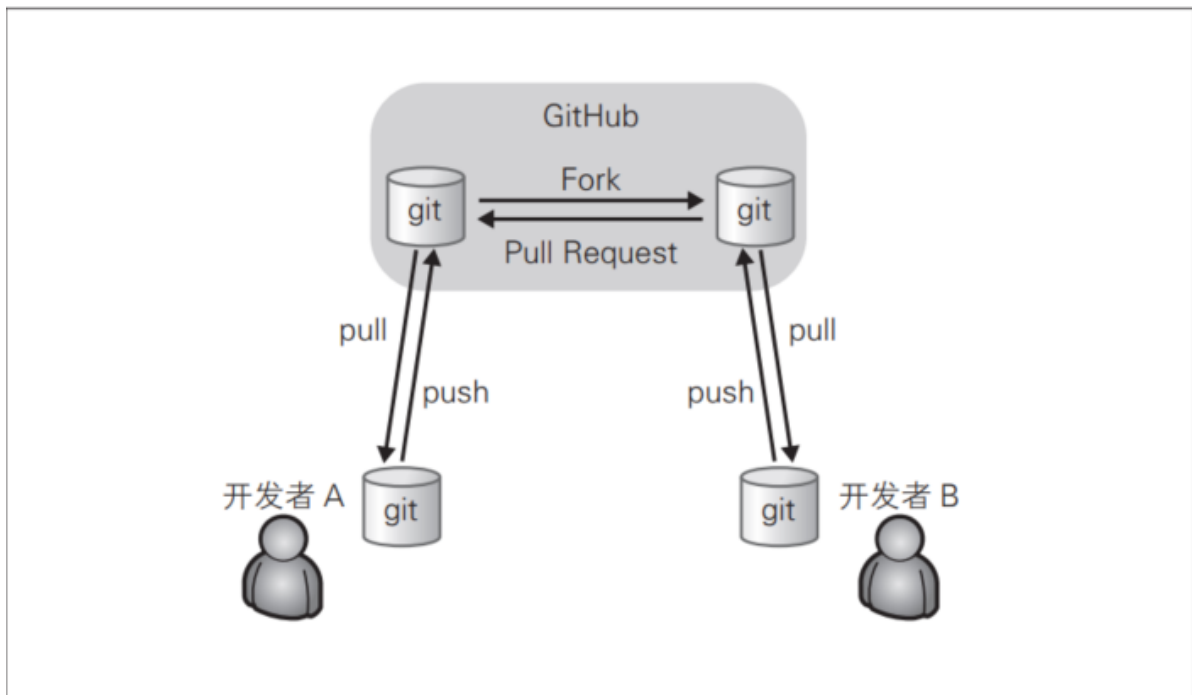 GitHub
git
Fork
git
Pull Request
pull
pull
push
push
开发者 A
git
git
开发者 B